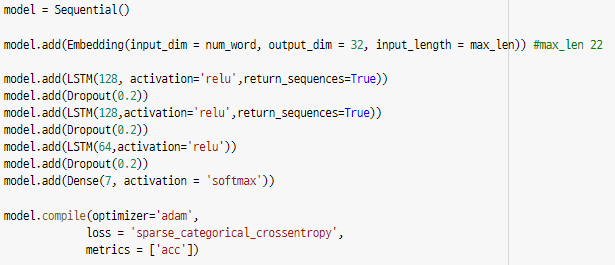 model = Sequential()
model.add(Embedding(input_dim = num_word, output_dim = 32, input_length = max_len)) #max_len 22
model.add(LSTM(128, activation='relu',return_sequences=True))
model.add(Dropout(0.2))
model.add(LSTM(128,activation='relu',return_sequences=True))
model.add(Dropout(0.2))
model.add(LSTM(64,activation='relu'))
model.add(Dropout(0.2))
model.add(Dense(7, activation = 'softmax'))
model.compile(optimizer='adam',
loss = 'sparse_categorical_crossentropy',
metrics = ['acc'])